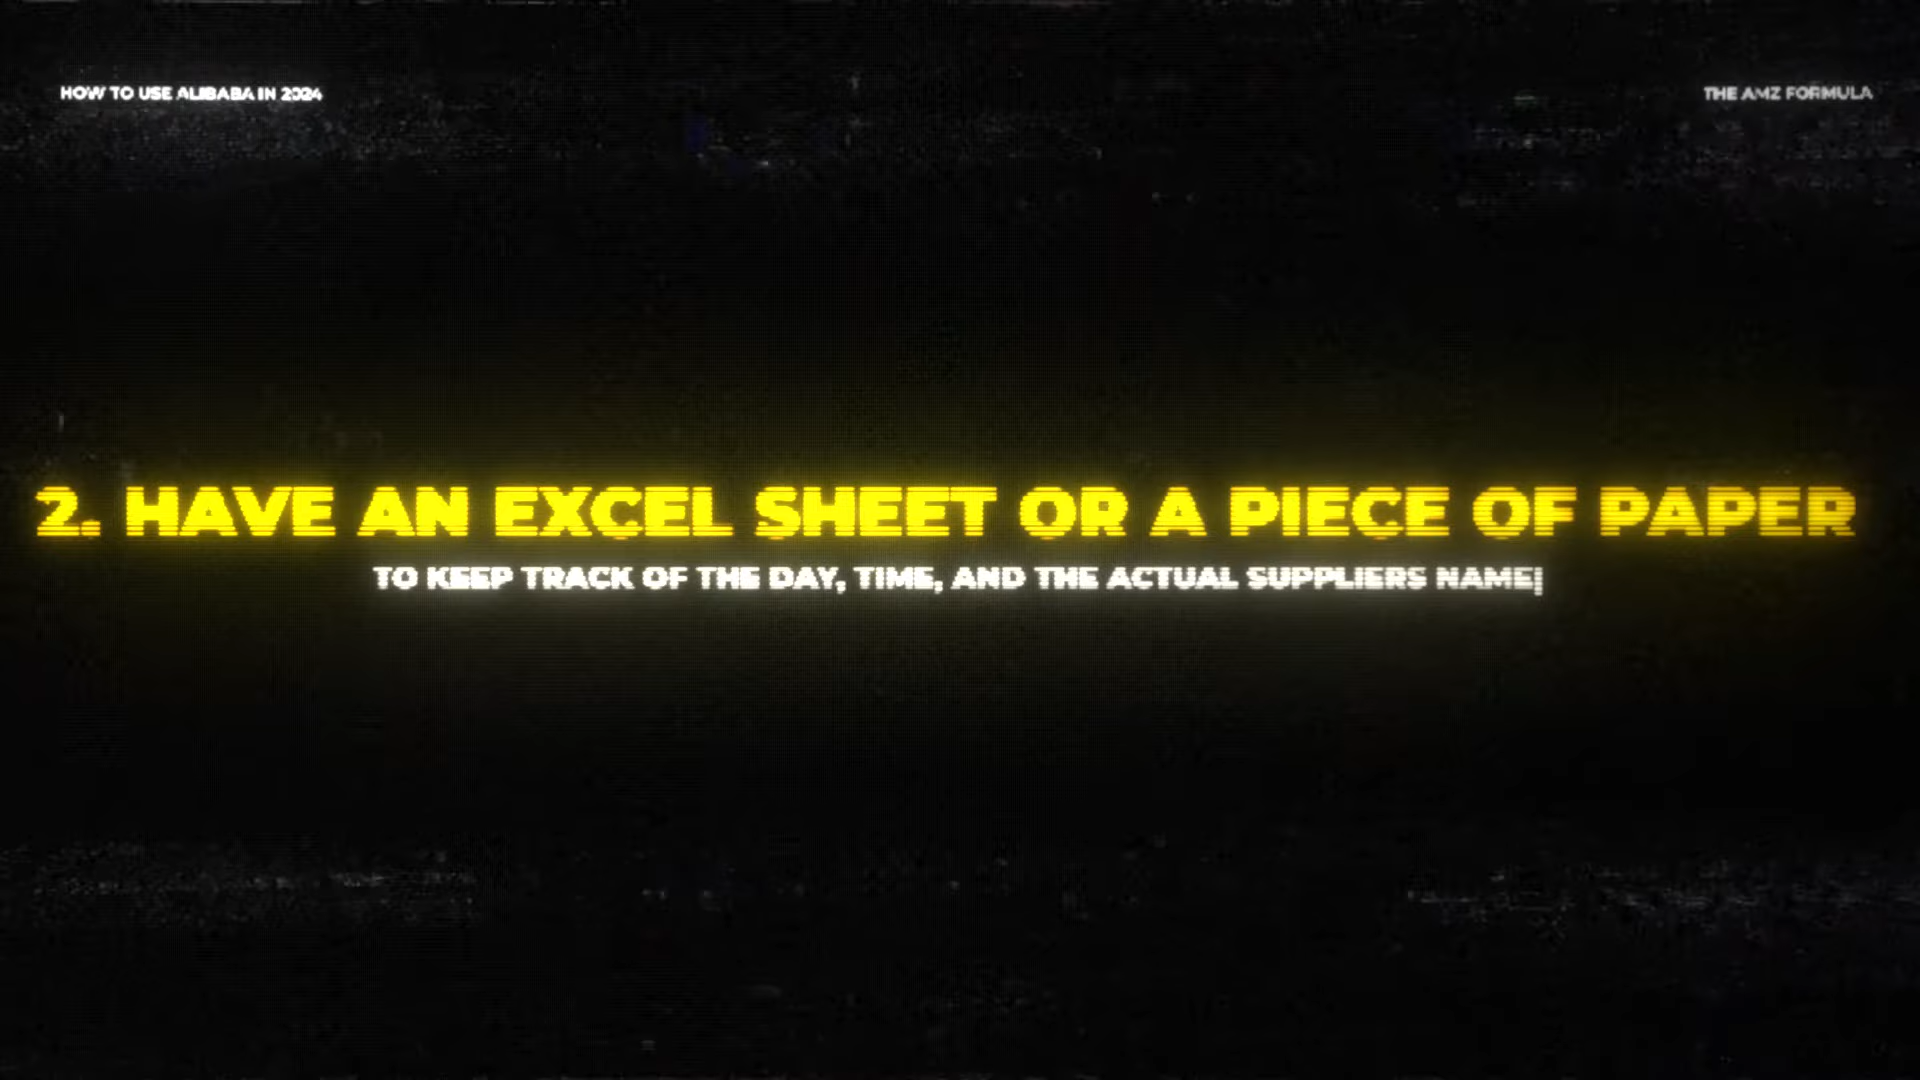 HOW TO USE ALIBABA IN 2024
THE AMZ FORMULA
2. HAVE AN EXCEL SHEET OR A PIECE OF PAPER
TO KEEP TRACK OF THE DAY, TIME, AND THE ACTUAL SUPPLIERS NAME|